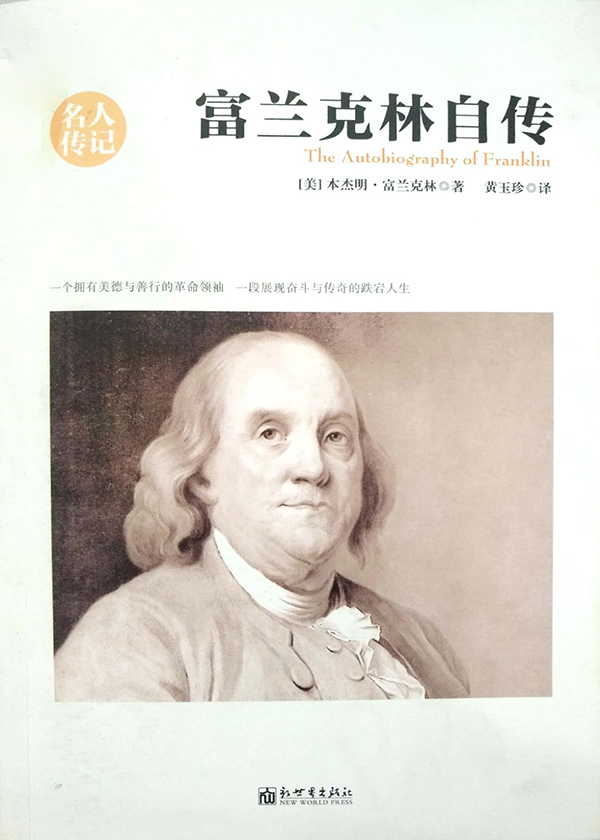 名人
传记
富兰克林自传
The Autobiography of Franklin
[美] 本杰明·富兰克林◎著 黄玉珍◎译
一个拥有美德与善行的革命领袖 一段展现奋斗与传奇的跌宕人生
新世界出版社
NEW WORLD PRESS